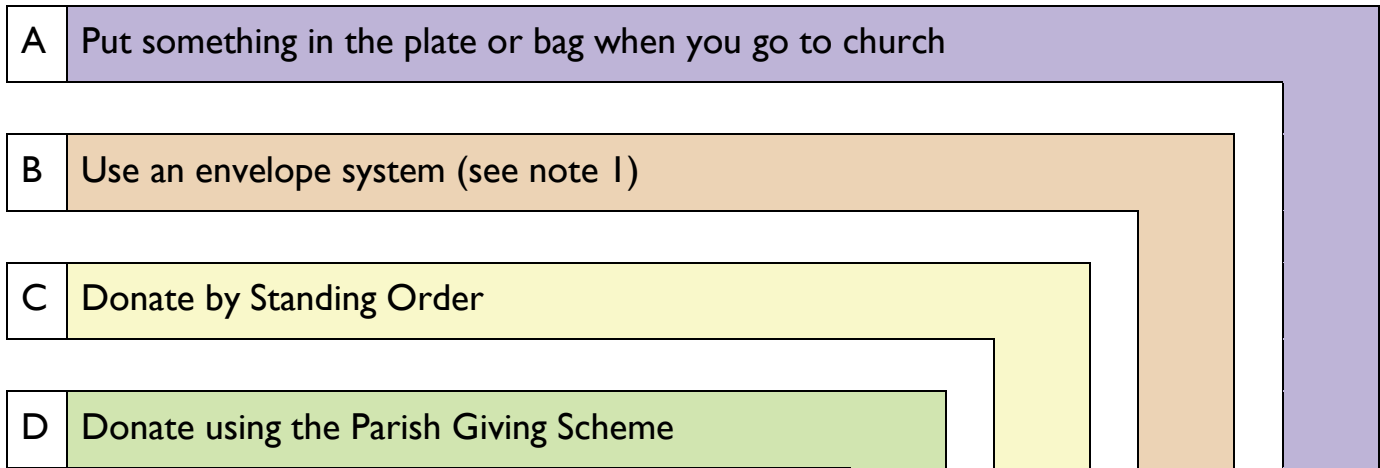 A Put something in the plate or bag when you go to church
B Use an envelope system (see note 1)
C Donate by Standing Order
D Donate using the Parish Giving Scheme